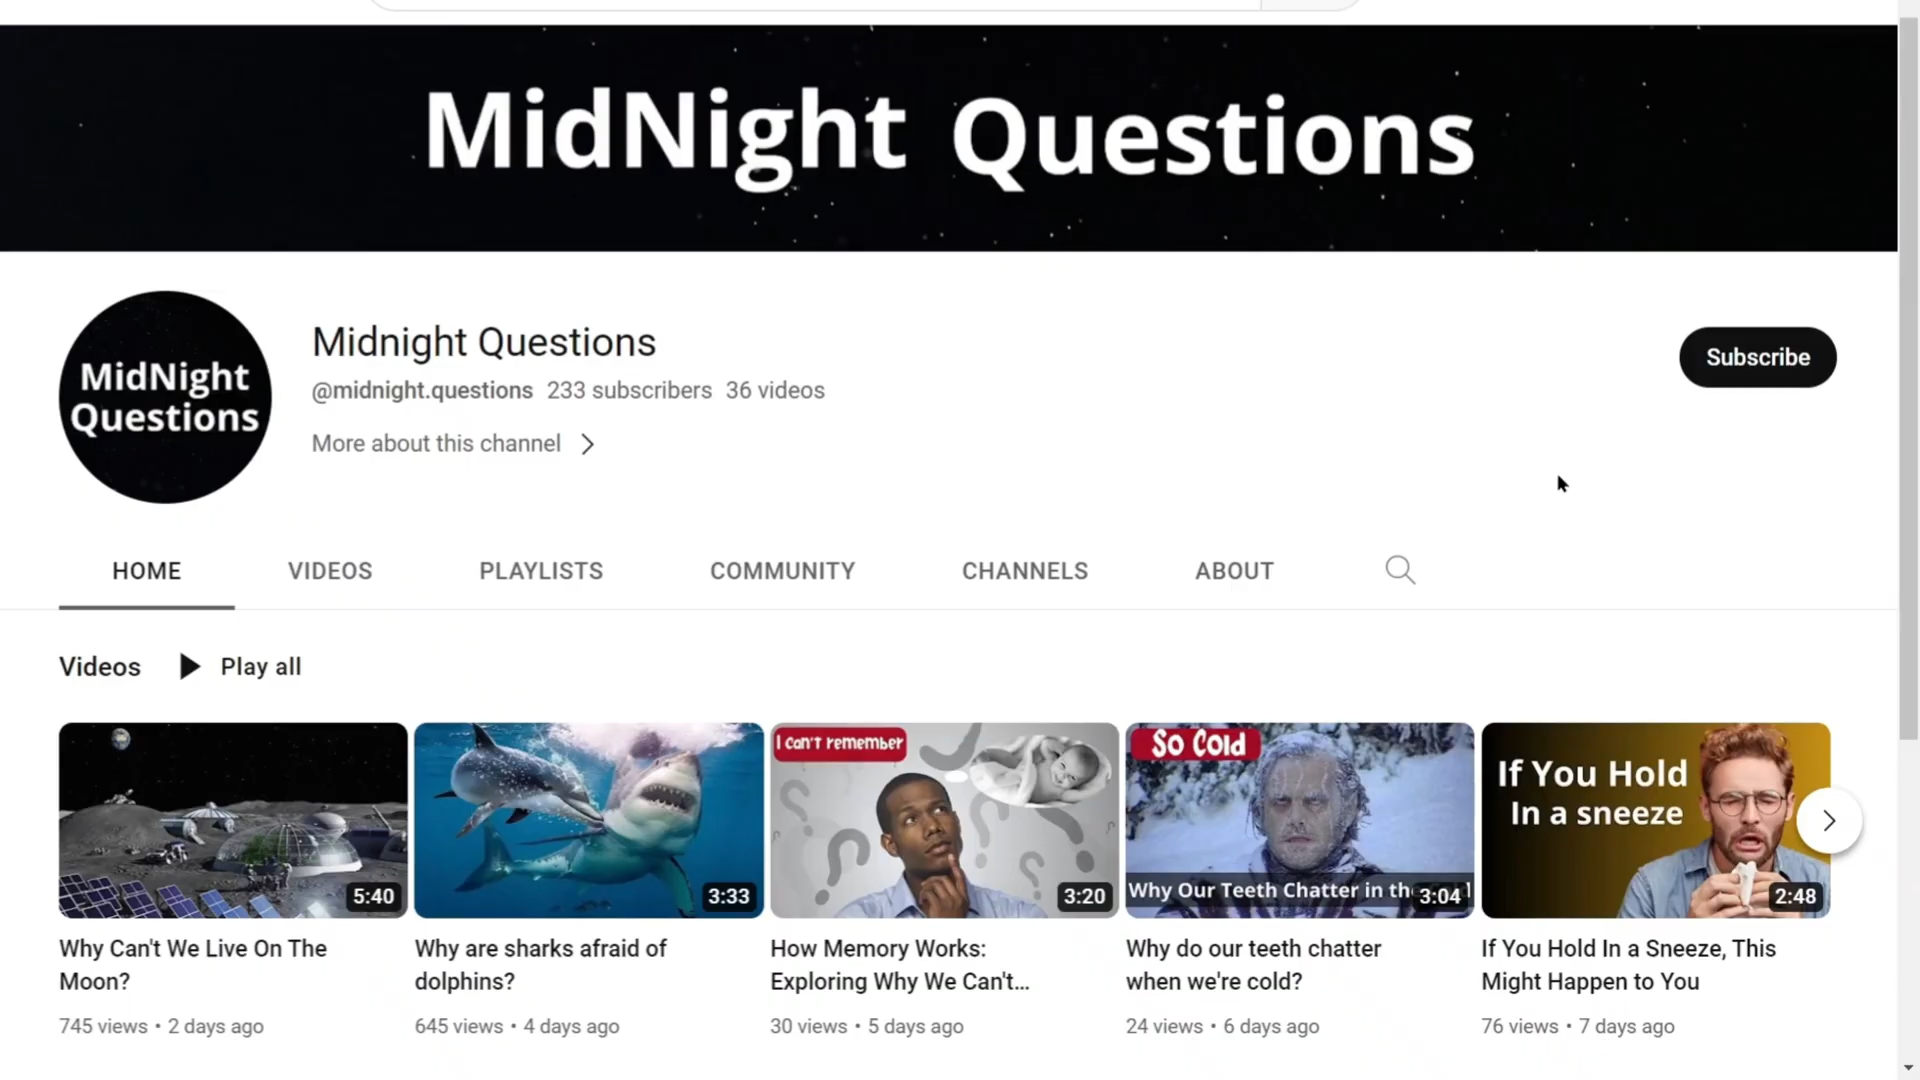 MidNight Questions
MidNight
Questions
Midnight Questions
@midnight.questions 233 subscribers 36 videos
More about this channel
Subscribe
HOME VIDEOS PLAYLISTS COMMUNITY CHANNELS ABOUT
Videos Play all
5:40
3:33
I can't remember
3:20
So Cold
Why Our Teeth Chatter in the
3:04
If You Hold
In a sneeze
2:48
Why Can't We Live On The
Moon?
745 views • 2 days ago
Why are sharks afraid of
dolphins?
645 views • 4 days ago
How Memory Works:
Exploring Why We Can't...
30 views • 5 days ago
Why do our teeth chatter
when we're cold?
24 views • 6 days ago
If You Hold In a Sneeze, This
Might Happen to You
76 views • 7 days ago